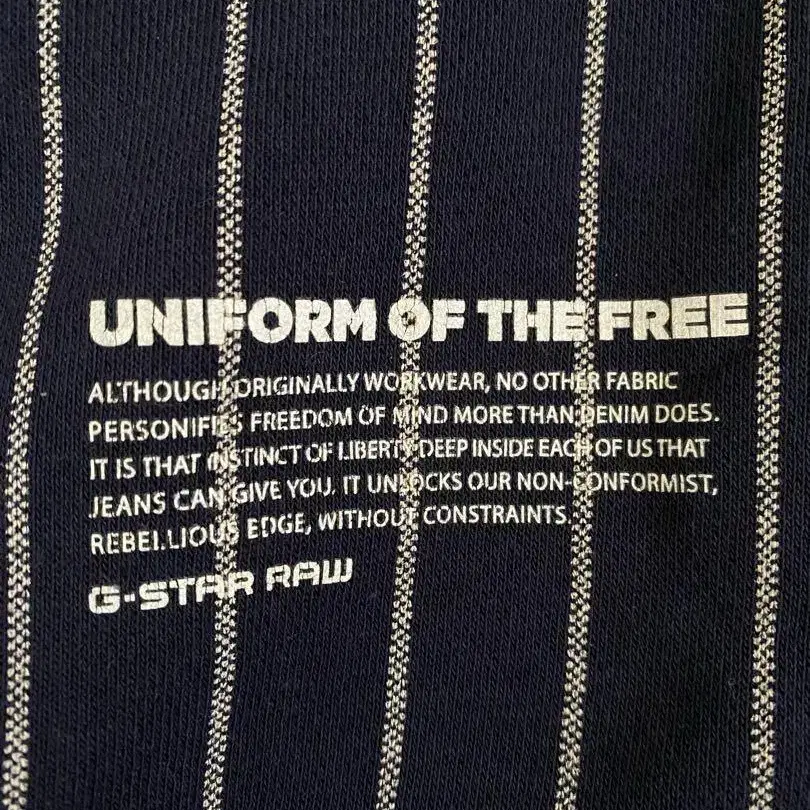 UNIFORM OF THE FREE
ALTHOUGH ORIGINALLY WORKWEAR, NO OTHER FABRIC
PERSONIFIES FREEDOM OF MIND MORE THAN DENIM DOES.
IT IS THAT INSTINCT OF LIBERTY DEEP INSIDE EACH OF US THAT
JEANS CAN GIVE YOU. IT UNLOCKS OUR NON-CONFORMIST,
REBELLIOUS EDGE, WITHOUT CONSTRAINTS.
G-STAR RAW